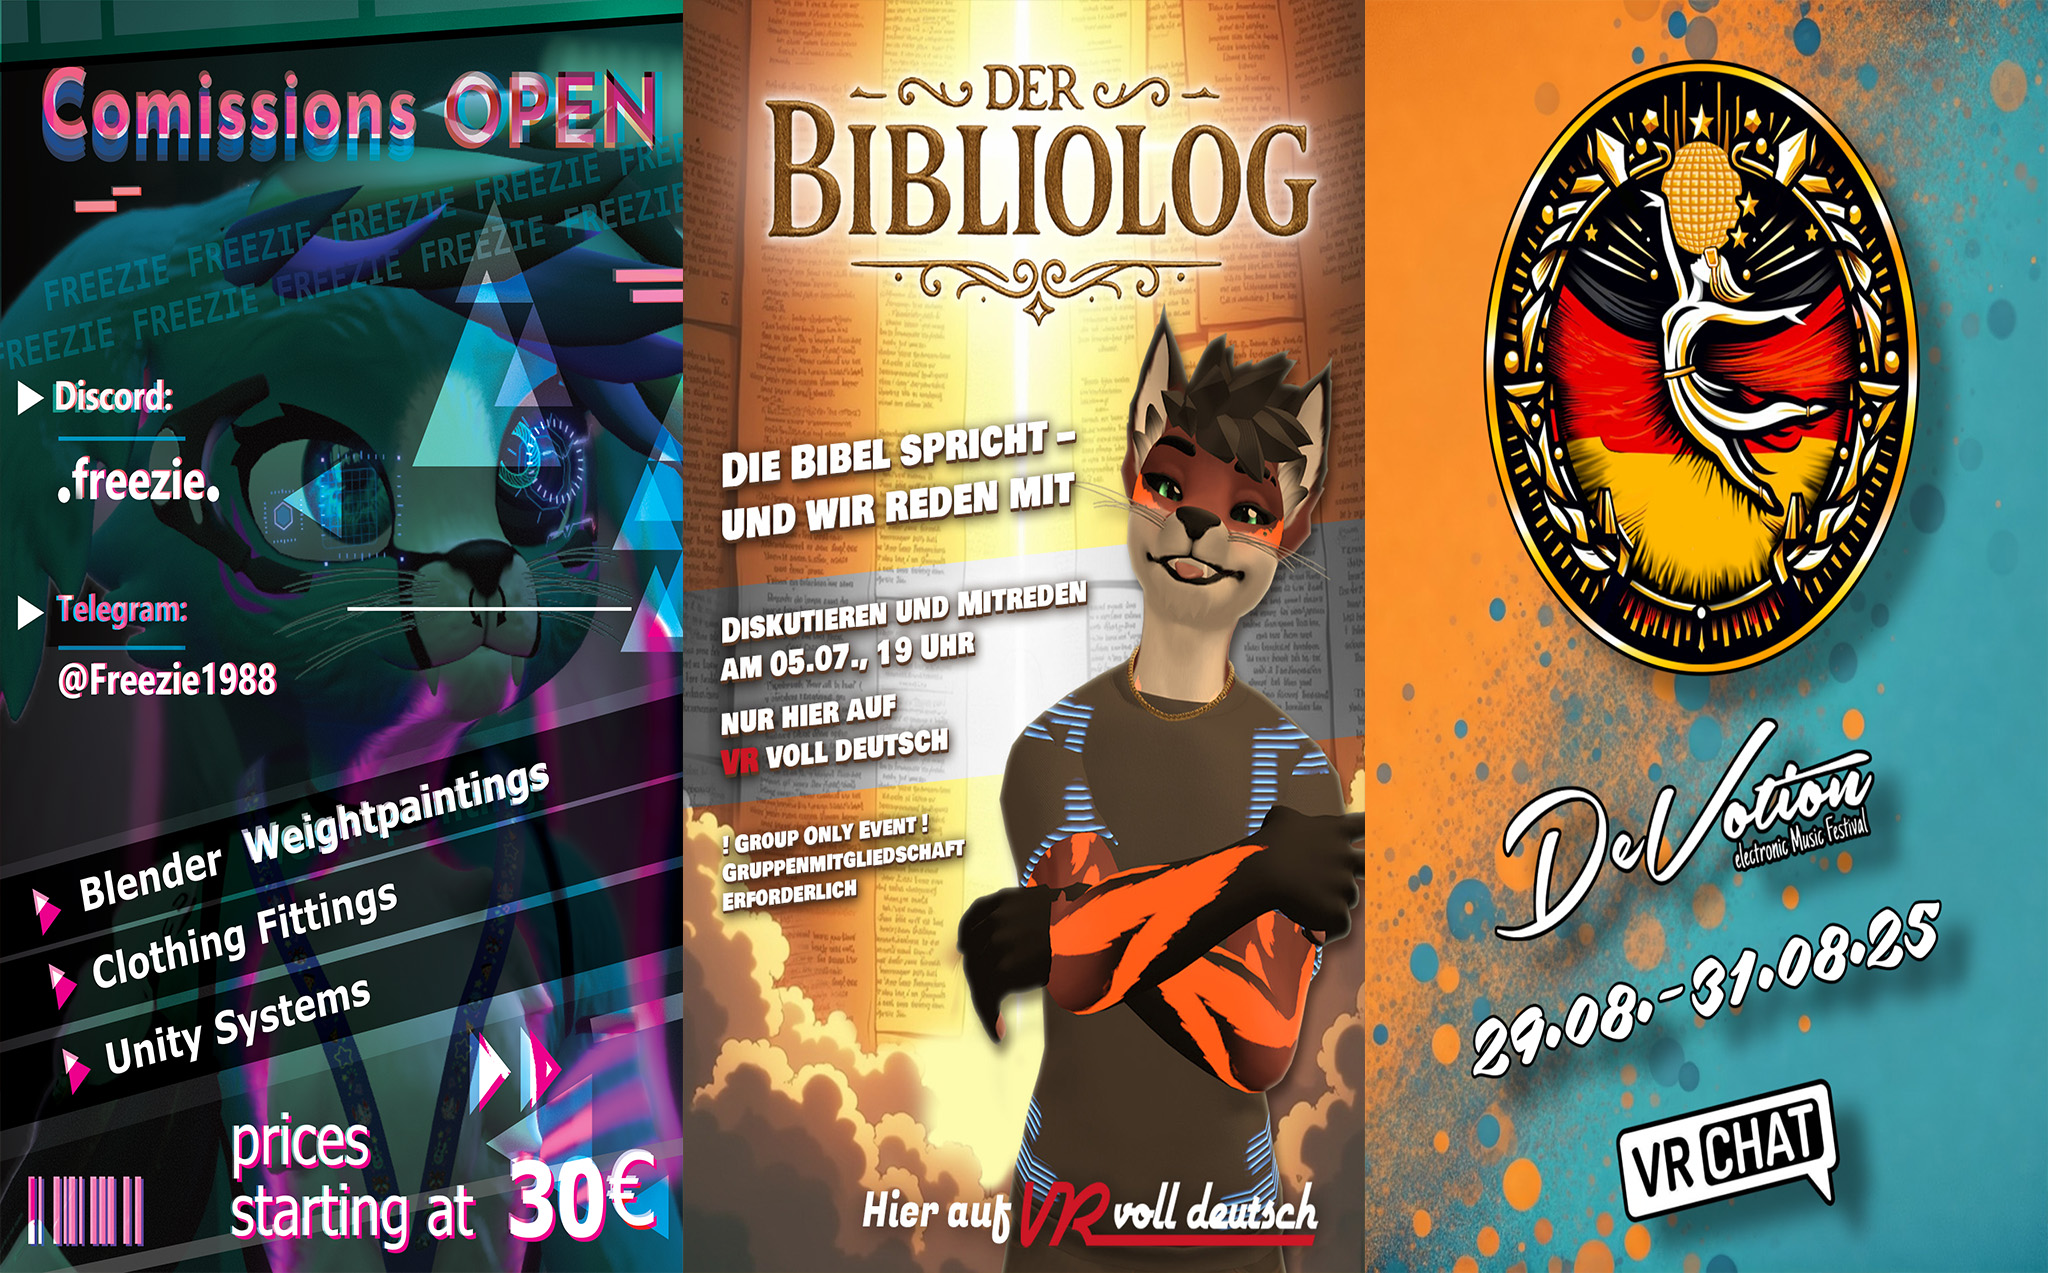 Comissions OPEN
FREEZIE FREEZIE FREEZIE FREEZIE FREEZIE
FREEZIE FREEZIE FREEZIE FREEZIE FREEZIE
Discord:
.freezie.
Telegram:
@Freezie1988
Blender Weightpaintings
Clothing Fittings
Unity Systems
prices
starting at 30€
DER
BIBLIOLOG
DIE BIBEL SPRICHT –
UND WIR REDEN MIT
DISKUTIEREN UND MITREDEN
AM 05.07., 19 UHR
NUR HIER AUF
VR VOLL DEUTSCH
! GROUP ONLY EVENT !
GRUPPENMITGLIEDSCHAFT
ERFORDERLICH
Hier auf VR voll deutsch
DeVotion
electronic Music Festival
29.08.-31.08.25
VRCHAT